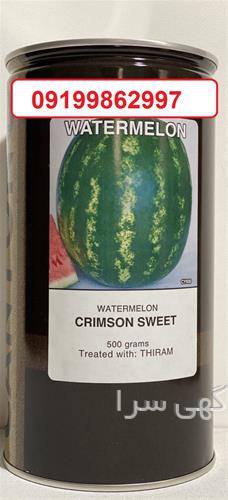 09199862997
WATERMELON
WATERMELON
CRIMSON SWEET
500 grams
Treated with: THIRAM
گهی سرا